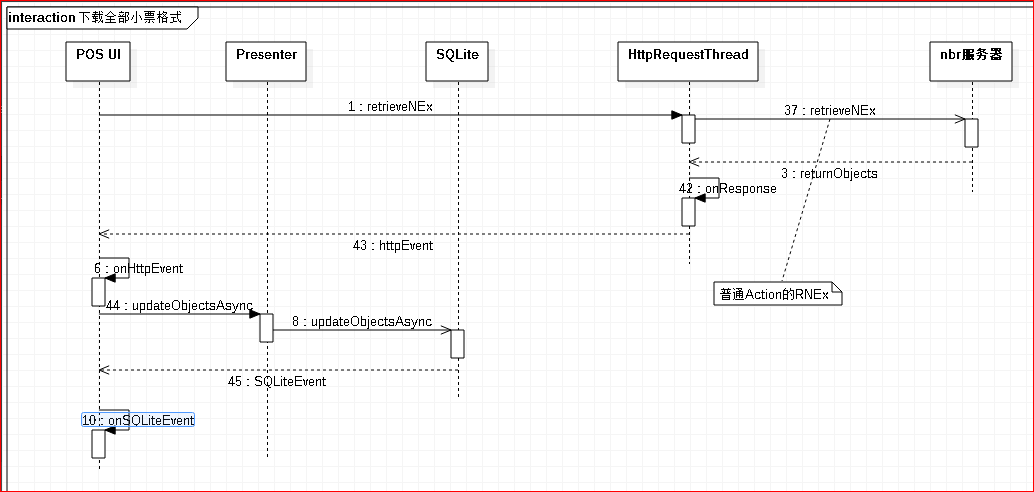 interaction 下载全部小票格式
POS UI
Presenter
SQLite
HttpRequestThread
nbr服务器
1 : retrieveNEx
37 : retrieveNEx
3 : returnObjects
42 : onResponse
43 : httpEvent
6 : onHttpEvent
普通Action的RNEx
44 : updateObjectsAsync
8 : updateObjectsAsync
45 : SQLiteEvent
10 : onSQLiteEvent